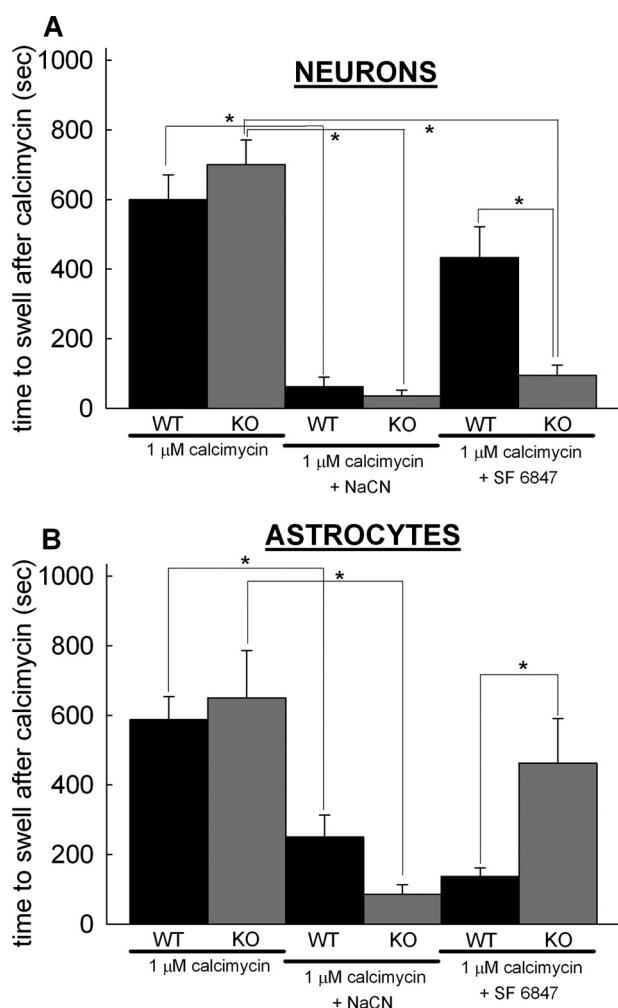 A
NEURONS
time to swell after calcimycin (sec)
1000
800
600
400
200
0
* * * *
WT KO WT KO WT KO
1 μM calcimycin
1 μM calcimycin
+ NaCN
1 μM calcimycin
+ SF 6847
B
ASTROCYTES
time to swell after calcimycin (sec)
1000
800
600
400
200
0
* * *
WT KO WT KO WT KO
1 μM calcimycin
1 μM calcimycin
+ NaCN
1 μM calcimycin
+ SF 6847